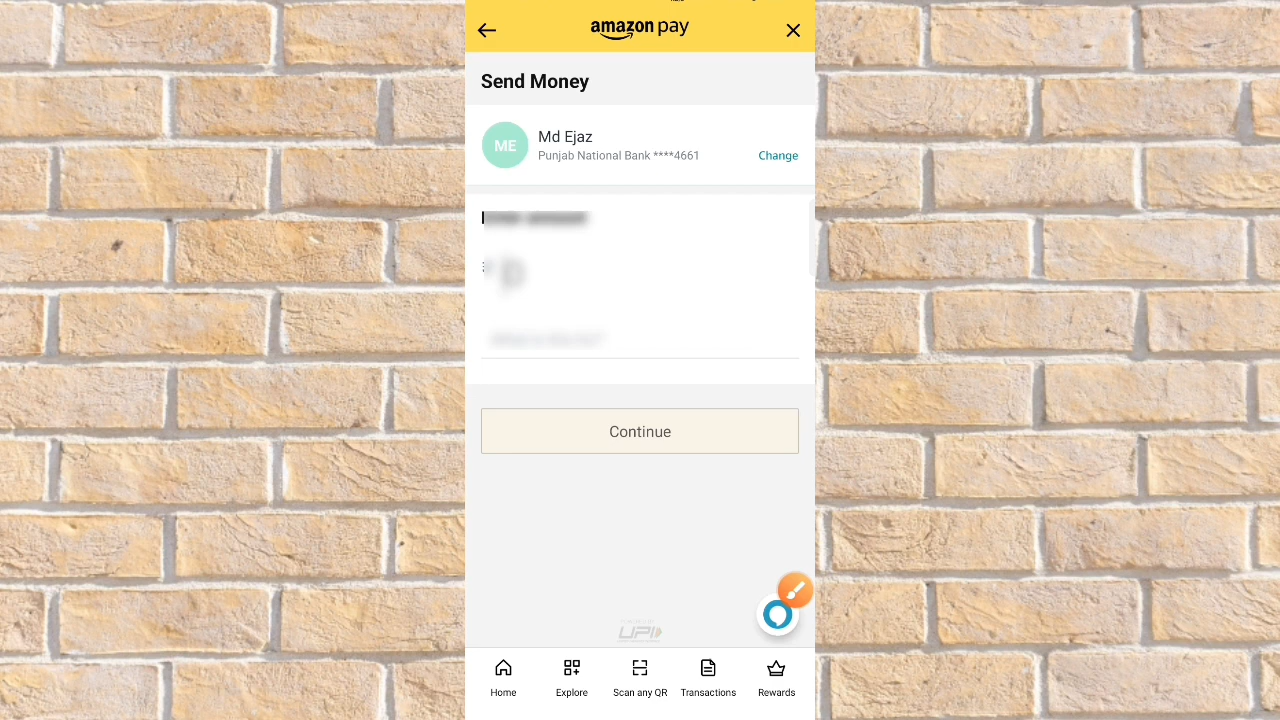 amazon pay
Send Money
ME
Md Ejaz
Punjab National Bank ****4661
Change
Continue
UPI
Home
Explore
Scan any QR
Transactions
Rewards